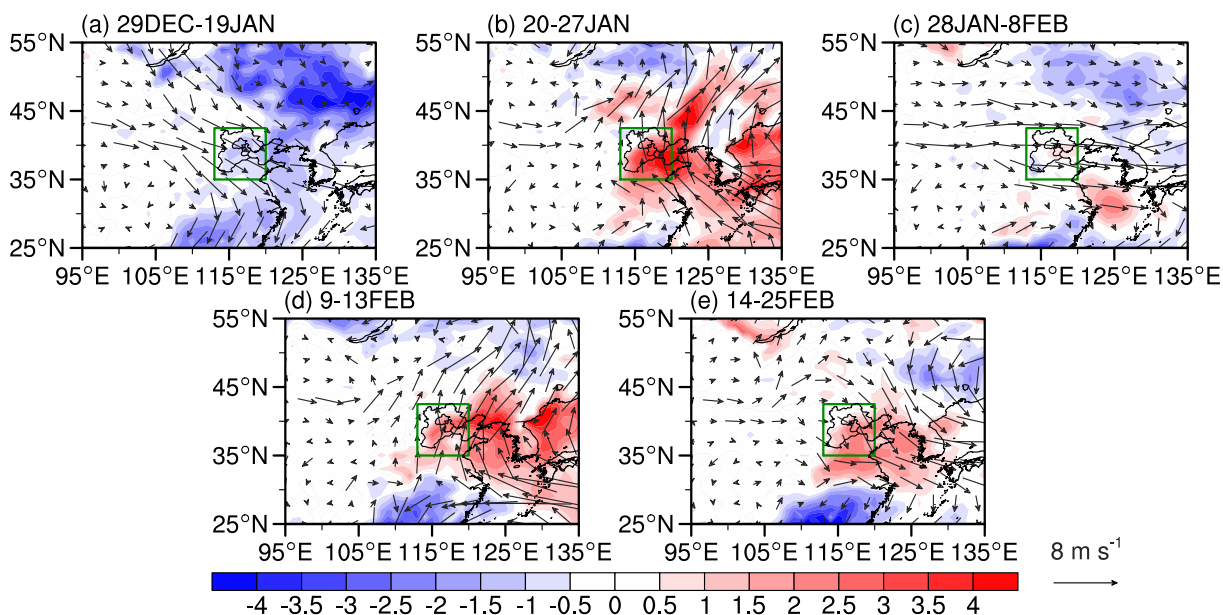 (a) 29DEC-19JAN
(b) 20-27JAN
(c) 28JAN-8FEB
55°N 55°N 55°N
45°N 45°N 45°N
35°N 35°N 35°N
25°N 25°N 25°N
95°E 105°E 115°E 125°E 135°E 95°E 105°E 115°E 125°E 135°E 95°E 105°E 115°E 125°E 135°E
(d) 9-13FEB
(e) 14-25FEB
55°N 55°N
45°N 45°N
35°N 35°N
25°N 25°N
95°E 105°E 115°E 125°E 135°E 95°E 105°E 115°E 125°E 135°E
8 m s⁻¹
-4 -3.5 -3 -2.5 -2 -1.5 -1 -0.5 0 0.5 1 1.5 2 2.5 3 3.5 4